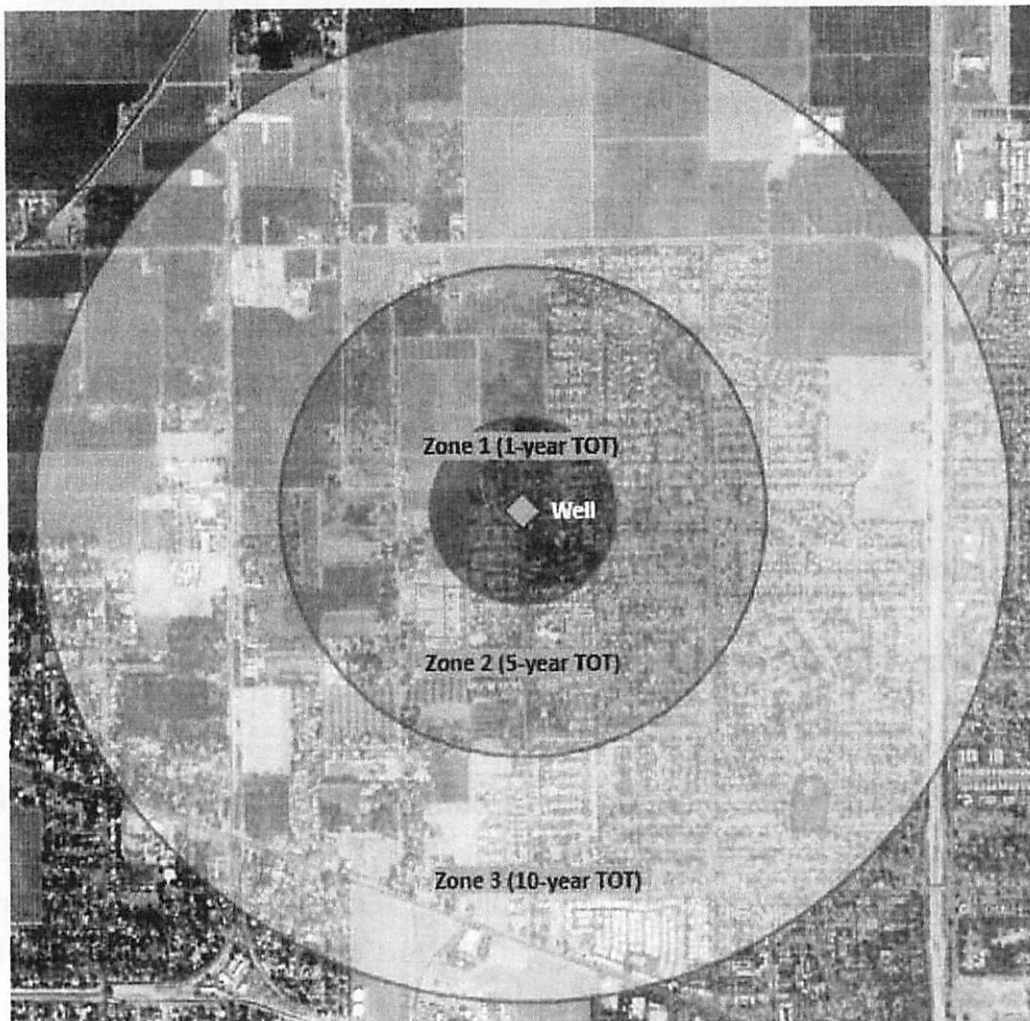 Zone 1 (1-year TOT)
Well
Zone 2 (5-year TOT)
Zone 3 (10-year TOT)